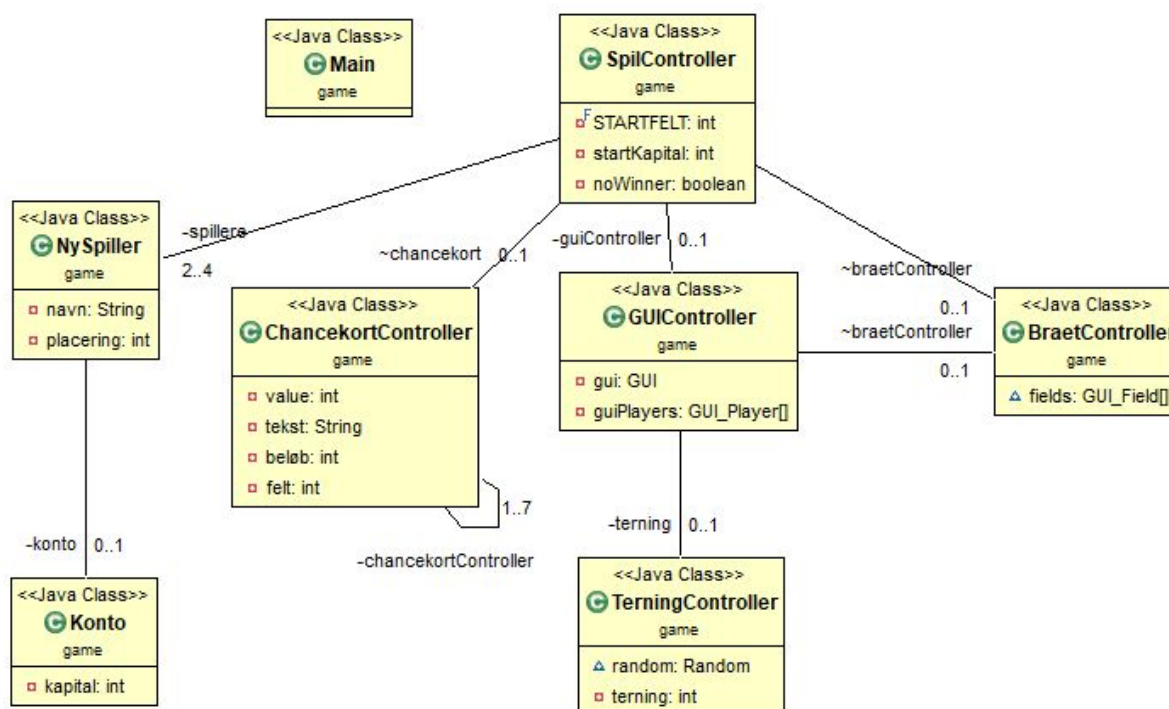 <<Java Class>>
Main
game
<<Java Class>>
SpilController
game
STARTFELT: int
startKapital: int
noWinner: boolean
-spillers
2..4
~chancekort
0..1
-guiController
0..1
~braetController
0..1
<<Java Class>>
NySpiller
game
navn: String
placering: int
<<Java Class>>
ChancekortController
game
value: int
tekst: String
beløb: int
felt: int
1..7
-chancekortController
<<Java Class>>
GUIController
game
gui: GUI
guiPlayers: GUI_Player[]
~braetController
0..1
<<Java Class>>
BraetController
game
fields: GUI_Field[]
-konto
0..1
-terning
0..1
<<Java Class>>
Konto
game
kapital: int
<<Java Class>>
TerningController
game
random: Random
terning: int